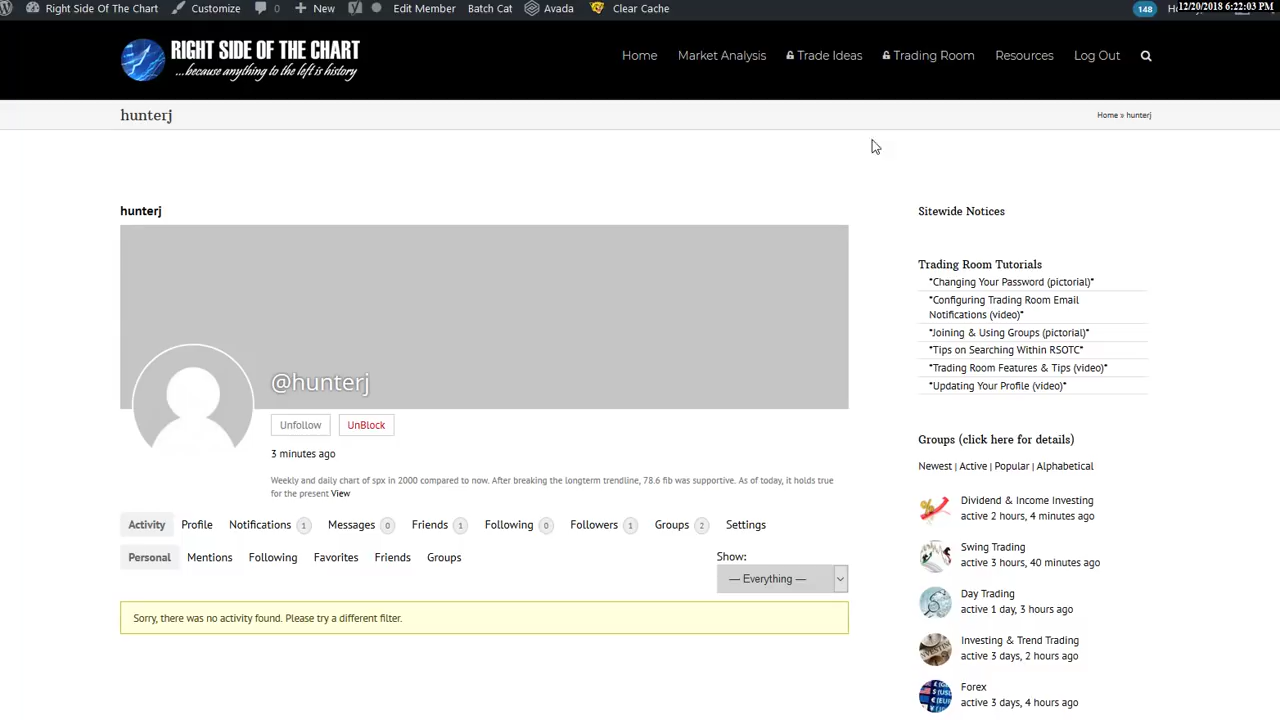 Right Side Of The Chart Customize 0 New Edit Member Batch Cat Avada Clear Cache 148 12/20/2018 6:22:03 PM
RIGHT SIDE OF THE CHART
...because anything to the left is history
Home Market Analysis Trade Ideas Trading Room Resources Log Out
hunterj
Home » hunterj
hunterj
@hunterj
Unfollow UnBlock
3 minutes ago
Weekly and daily chart of spx in 2000 compared to now. After breaking the longterm trendline, 78.6 fib was supportive. As of today, it holds true
for the present View
Activity Profile Notifications 1 Messages 0 Friends 1 Following 0 Followers 1 Groups 2 Settings
Personal Mentions Following Favorites Friends Groups
Show:
— Everything —
Sorry, there was no activity found. Please try a different filter.
Sitewide Notices
Trading Room Tutorials
*Changing Your Password (pictorial)*
*Configuring Trading Room Email
Notifications (video)*
*Joining & Using Groups (pictorial)*
*Tips on Searching Within RSOTC*
*Trading Room Features & Tips (video)*
*Updating Your Profile (video)*
Groups (click here for details)
Newest | Active | Popular | Alphabetical
Dividend & Income Investing
active 2 hours, 4 minutes ago
Swing Trading
active 3 hours, 40 minutes ago
Day Trading
active 1 day, 3 hours ago
Investing & Trend Trading
active 3 days, 2 hours ago
Forex
active 3 days, 4 hours ago